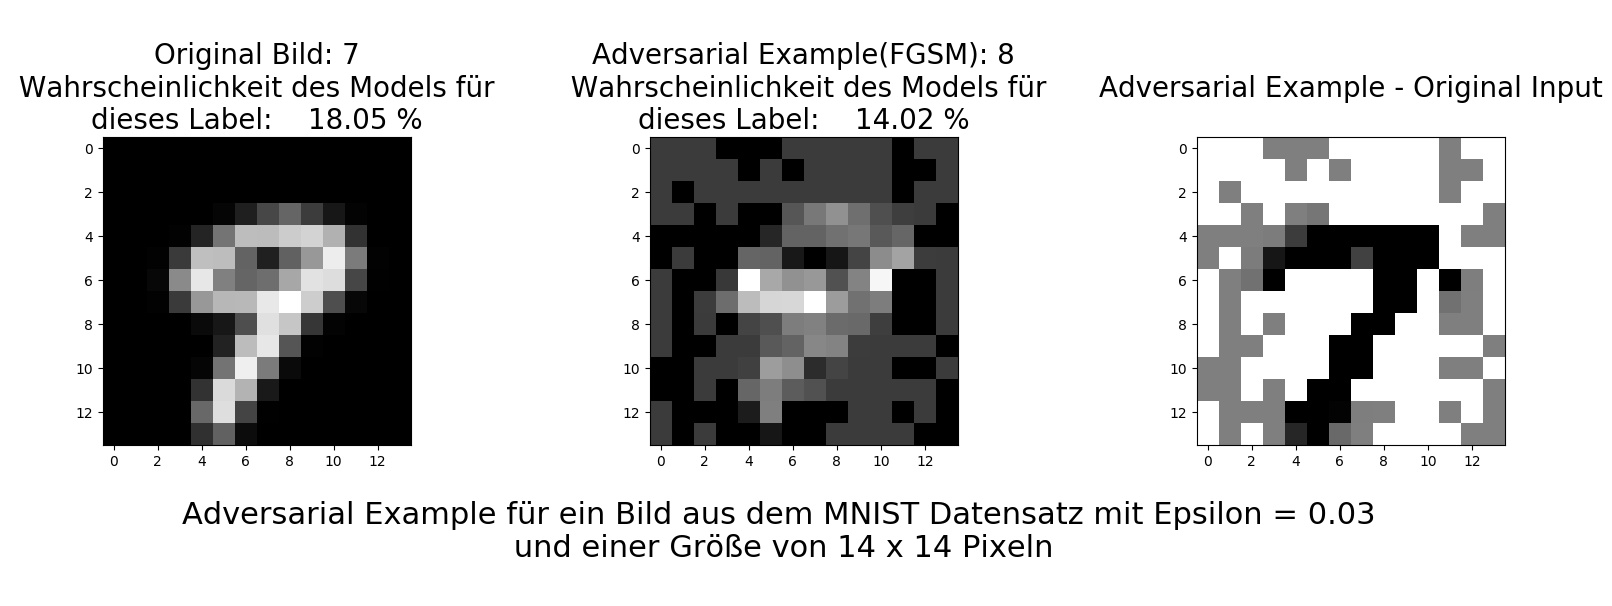 Original Bild: 7
Wahrscheinlichkeit des Models für
dieses Label:    18.05 %
0
2
4
6
8
10
12
0 2 4 6 8 10 12
Adversarial Example(FGSM): 8
Wahrscheinlichkeit des Models für
dieses Label:    14.02 %
0
2
4
6
8
10
12
0 2 4 6 8 10 12
Adversarial Example - Original Input
0
2
4
6
8
10
12
0 2 4 6 8 10 12
Adversarial Example für ein Bild aus dem MNIST Datensatz mit Epsilon = 0.03
und einer Größe von 14 x 14 Pixeln